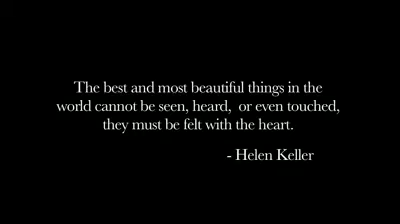 The best and most beautiful things in the
world cannot be seen, heard,  or even touched,
they must be felt with the heart.
- Helen Keller